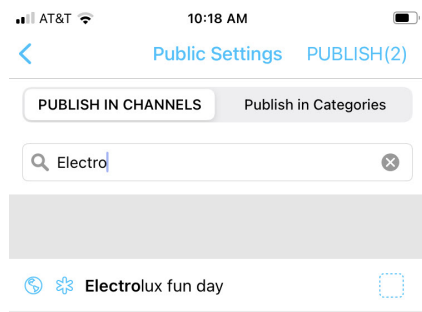 AT&T 10:18 AM
Public Settings PUBLISH(2)
PUBLISH IN CHANNELS Publish in Categories
Electro
Electrolux fun day